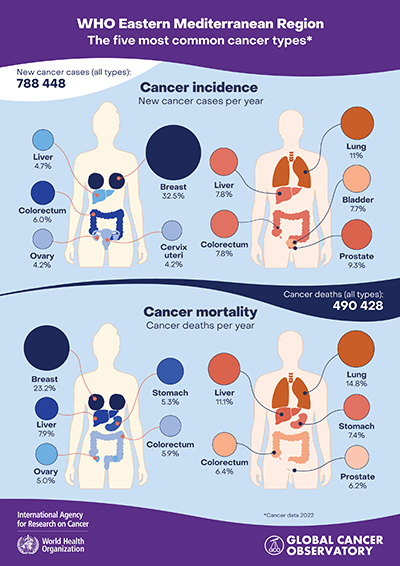 WHO Eastern Mediterranean Region
The five most common cancer types*
New cancer cases (all types):
788 448
Cancer incidence
New cancer cases per year
Liver
4.7%
Colorectum
6.0%
Ovary
4.2%
Breast
32.5%
Cervix
uteri
4.2%
Liver
7.8%
Colorectum
7.8%
Lung
11%
Bladder
7.7%
Prostate
9.3%
Cancer deaths (all types):
490 428
Cancer mortality
Cancer deaths per year
Breast
23.2%
Liver
7.9%
Ovary
5.0%
Stomach
5.3%
Colorectum
5.9%
Liver
11.1%
Colorectum
6.4%
Lung
14.8%
Stomach
7.4%
Prostate
6.2%
International Agency
for Research on Cancer
World Health
Organization
*Cancer data 2022
GLOBAL CANCER
OBSERVATORY